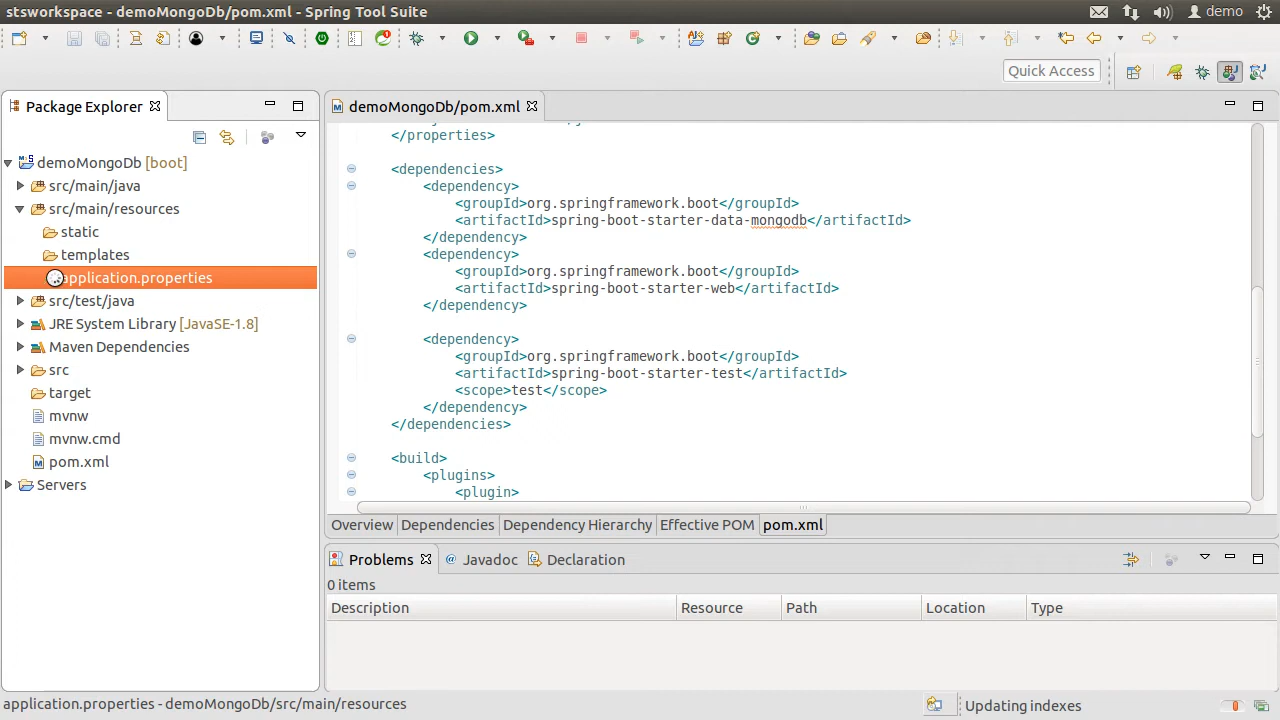 stsworkspace - demoMongoDb/pom.xml - Spring Tool Suite
demo
Quick Access
Package Explorer
demoMongoDb [boot]
src/main/java
src/main/resources
static
templates
application.properties
src/test/java
JRE System Library [JavaSE-1.8]
Maven Dependencies
src
target
mvnw
mvnw.cmd
pom.xml
Servers
demoMongoDb/pom.xml
</properties>
<dependencies>
<dependency>
<groupId>org.springframework.boot</groupId>
<artifactId>spring-boot-starter-data-mongodb</artifactId>
</dependency>
<dependency>
<groupId>org.springframework.boot</groupId>
<artifactId>spring-boot-starter-web</artifactId>
</dependency>
<dependency>
<groupId>org.springframework.boot</groupId>
<artifactId>spring-boot-starter-test</artifactId>
<scope>test</scope>
</dependency>
</dependencies>
<build>
<plugins>
<plugin>
Overview Dependencies Dependency Hierarchy Effective POM pom.xml
Problems @ Javadoc Declaration
0 items
Description Resource Path Location Type
application.properties - demoMongoDb/src/main/resources
Updating indexes